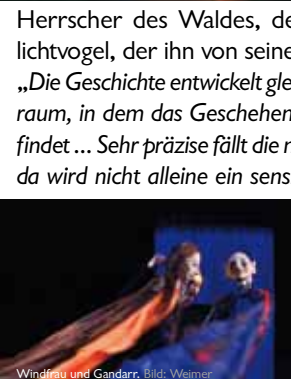 Herrscher des Waldes, de
lichtvogel, der ihn von seine
„Die Geschichte entwickelt gle
raum, in dem das Geschehen
findet ... Sehr präzise fällt die
da wird nicht alleine ein sens
Windfrau und Gandarr. Bild: Weimer